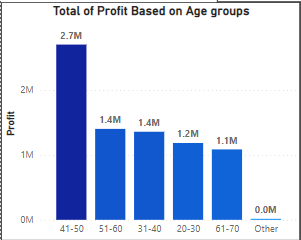 Total of Profit Based on Age groups
2.7M
2M
1.4M
1.4M
1.2M
1.1M
Profit
1M
0.0M
0M
41-50
51-60
31-40
20-30
61-70
Other